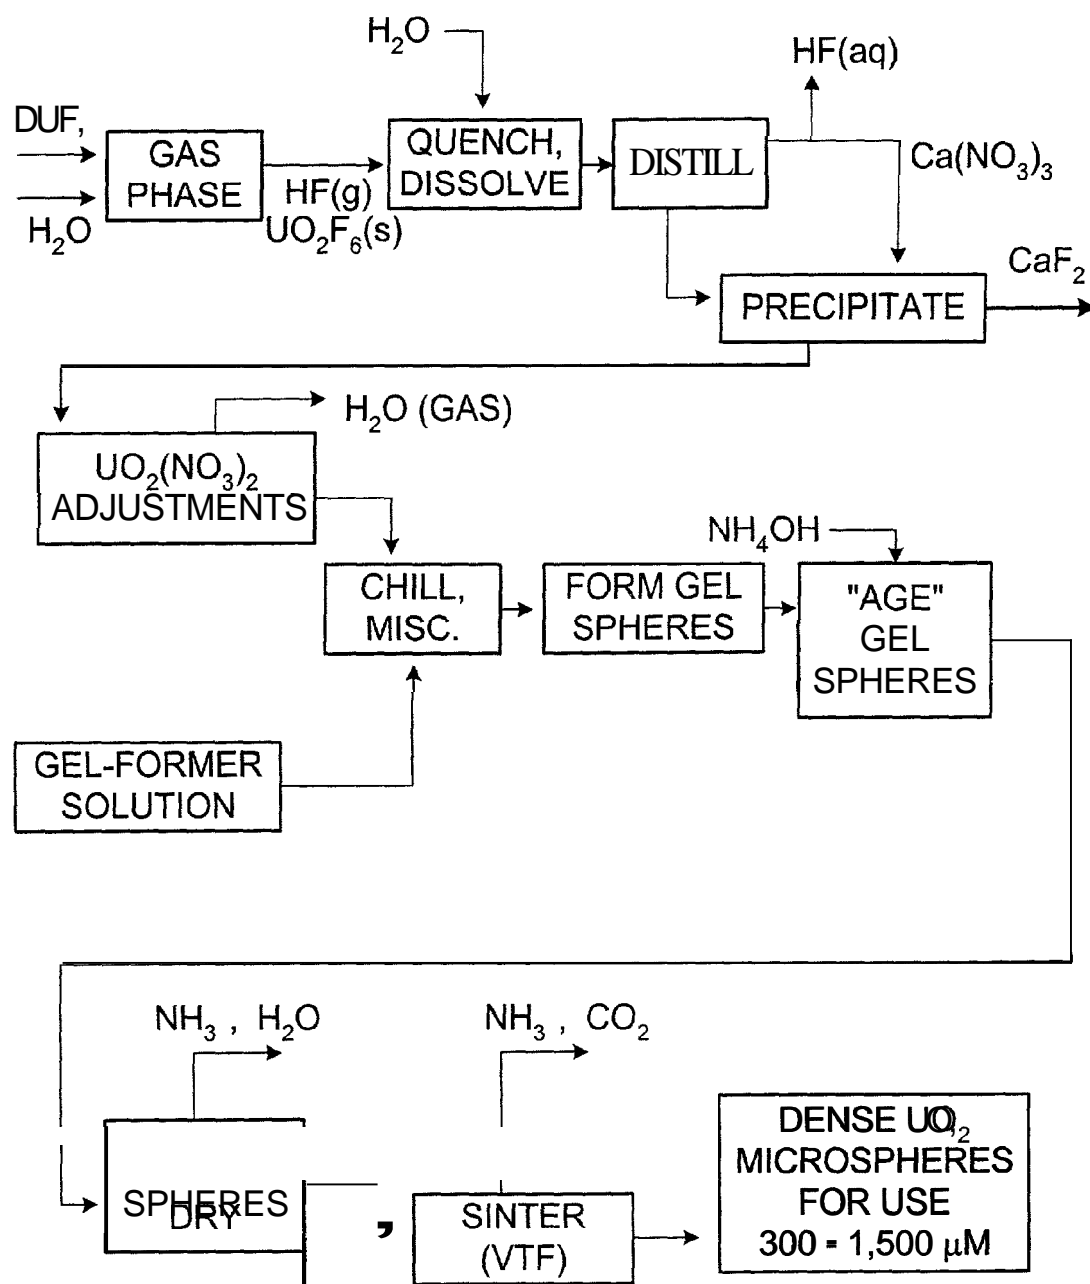 H₂O
HF(aq)
DUF,
GAS
PHASE
QUENCH,
DISSOLVE
DISTILL
Ca(NO₃)₃
HF(g)
H₂O
UO₂F₆(s)
CaF₂
PRECIPITATE
H₂O (GAS)
UO₂(NO₃)₂
ADJUSTMENTS
NH₄OH
CHILL,
MISC.
FORM GEL
SPHERES
"AGE"
GEL
SPHERES
GEL-FORMER
SOLUTION
NH₃ , H₂O
NH₃ , CO₂
DRY
SPHERES
,
SINTER
(VTF)
DENSE UO₂
MICROSPHERES
FOR USE
300 - 1,500 µM